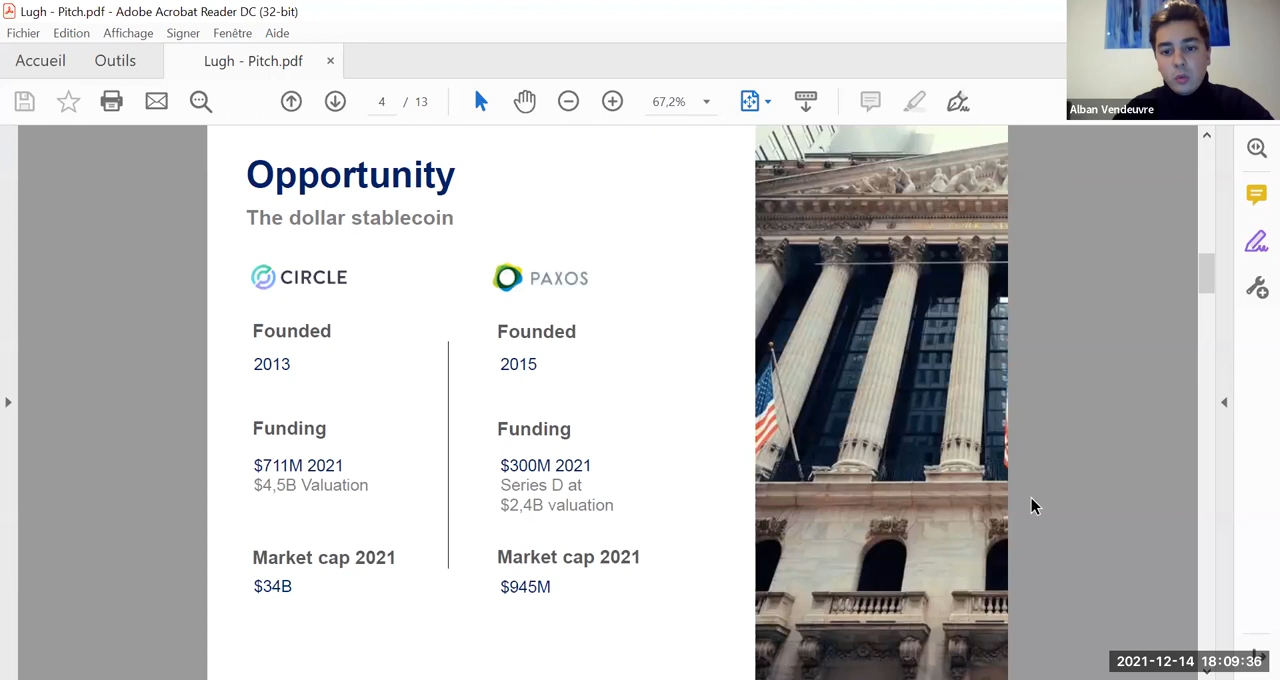 Lugh - Pitch.pdf - Adobe Acrobat Reader DC (32-bit)
Fichier Edition Affichage Signer Fenêtre Aide
Accueil Outils Lugh - Pitch.pdf ×
4 / 13 67,2%
Alban Vendeuvre
Opportunity
The dollar stablecoin
CIRCLE
Founded
2013
Funding
$711M 2021
$4,5B Valuation
Market cap 2021
$34B
PAXOS
Founded
2015
Funding
$300M 2021
Series D at
$2,4B valuation
Market cap 2021
$945M
2021-12-14 18:09:36